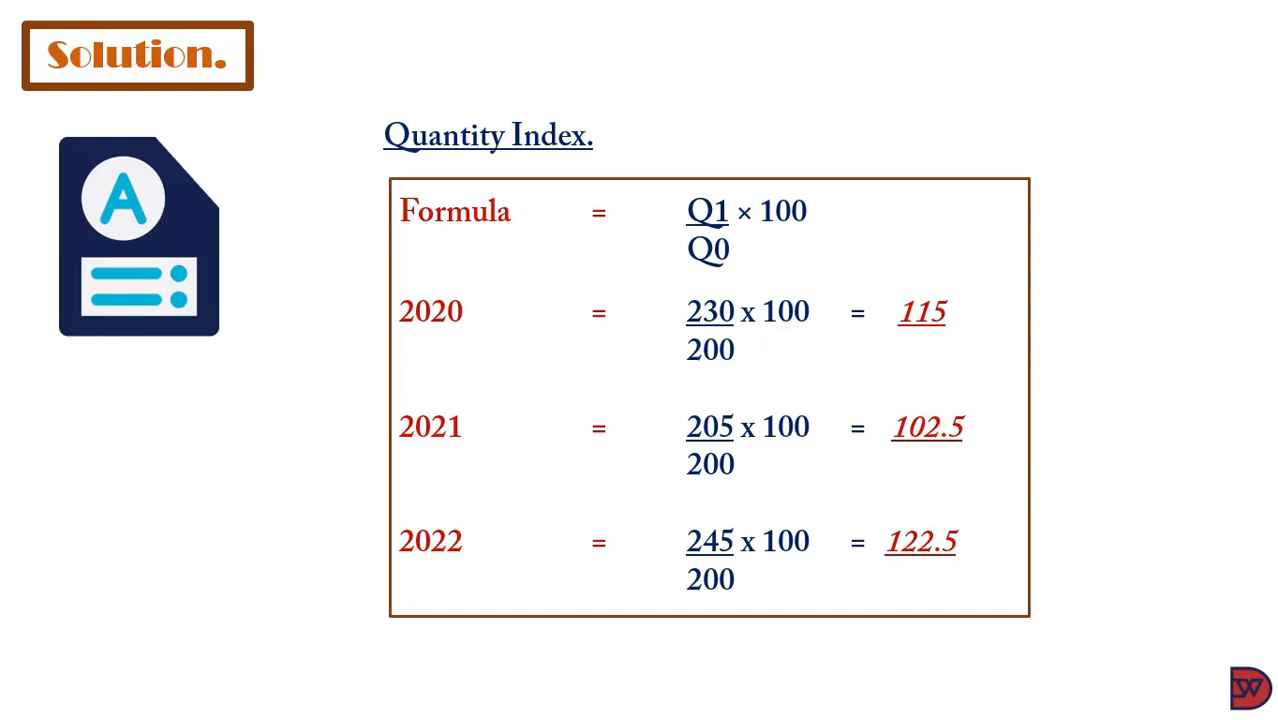 Solution.
A
Quantity Index.
Formula = Q1 × 100
Q0
2020 = 230 x 100 = 115
200
2021 = 205 x 100 = 102.5
200
2022 = 245 x 100 = 122.5
200
DW